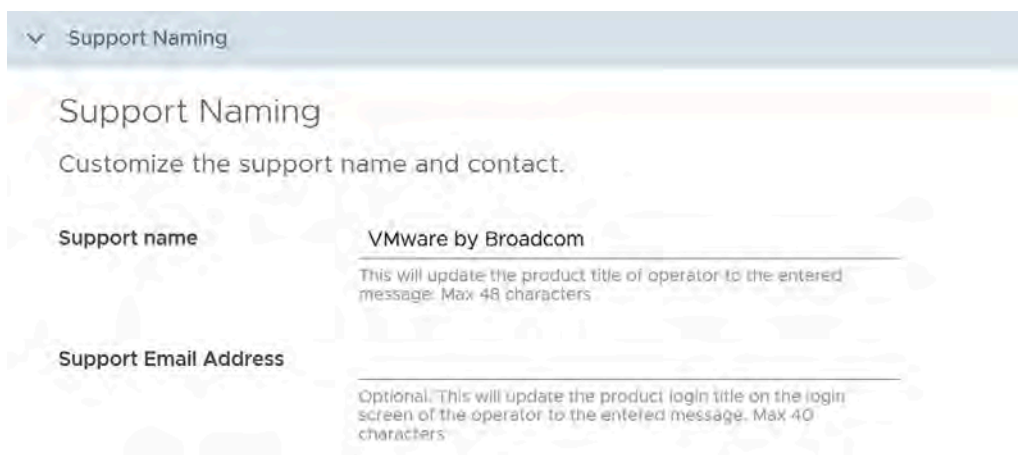 Support Naming
Support Naming
Customize the support name and contact.
Support name
VMware by Broadcom
This will update the product title of operator to the entered
message. Max 48 characters
Support Email Address
Optional. This will update the product login title on the login
screen of the operator to the entered message. Max 40
characters